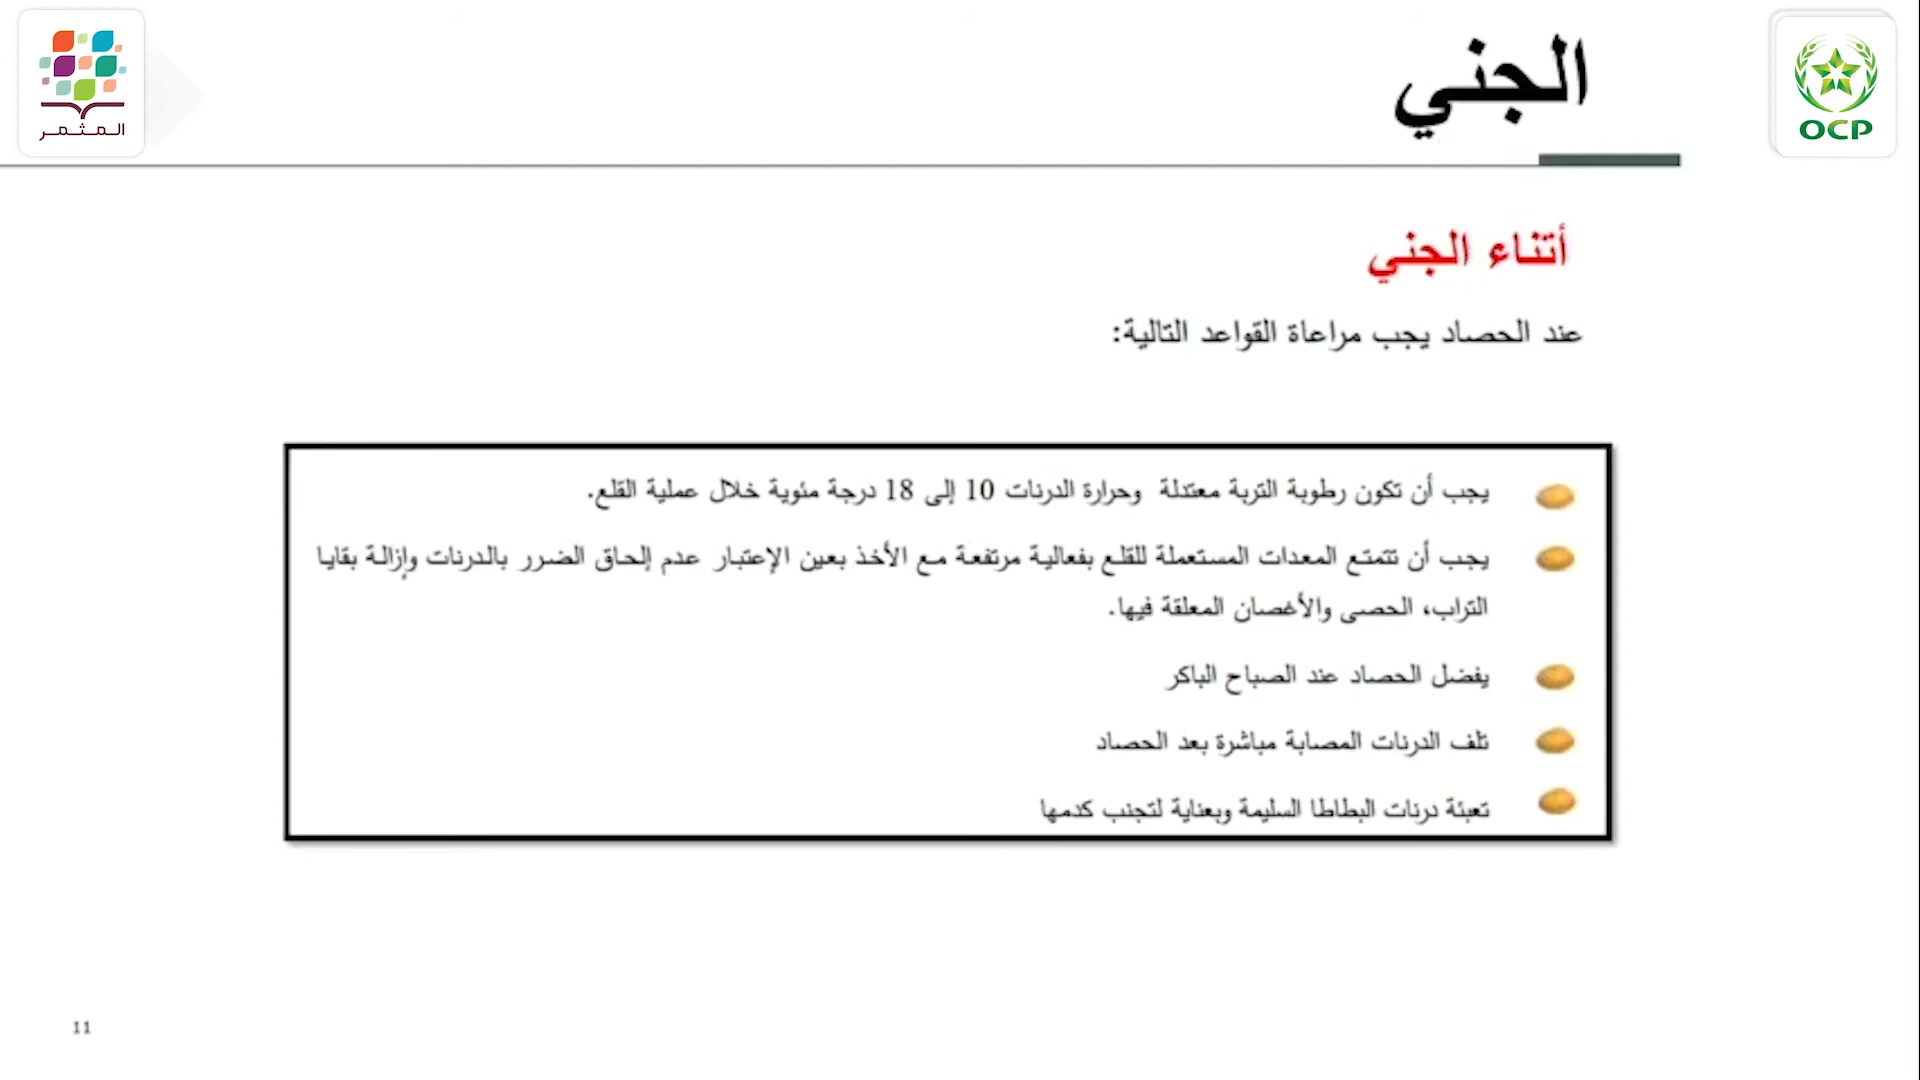 الجني
المثمر
OCP
أتناء الجني
عند الحصاد يجب مراعاة القواعد التالية:
يجب أن تكون رطوبة التربة معتدلة وحرارة الدرنات 10 إلى 18 درجة مئوية خلال عملية القلع.
يجب أن تتمتع المعدات المستعملة للقلع بفعالية مرتفعة مع الأخذ بعين الإعتبار عدم إلحاق الضرر بالدرنات وإزالة بقايا
التراب، الحصى والأغصان المعلقة فيها.
يفضل الحصاد عند الصباح الباكر
تلف الدرنات المصابة مباشرة بعد الحصاد
تعبئة درنات البطاطا السليمة وبعناية لتجنب كدمها
11